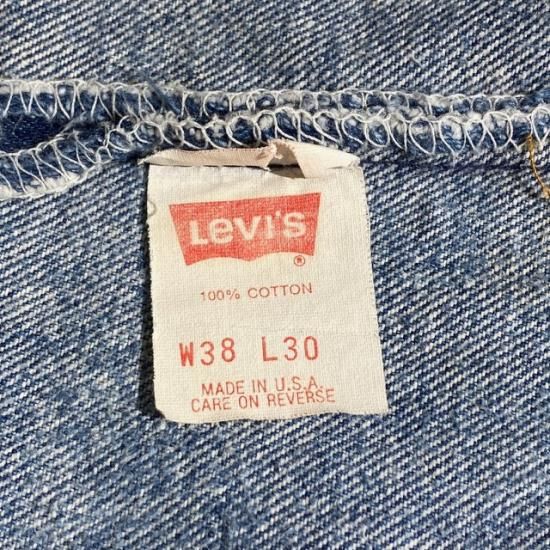 Levi's
®
100% COTTON
W38 L30
MADE IN U.S.A.
CARE ON REVERSE